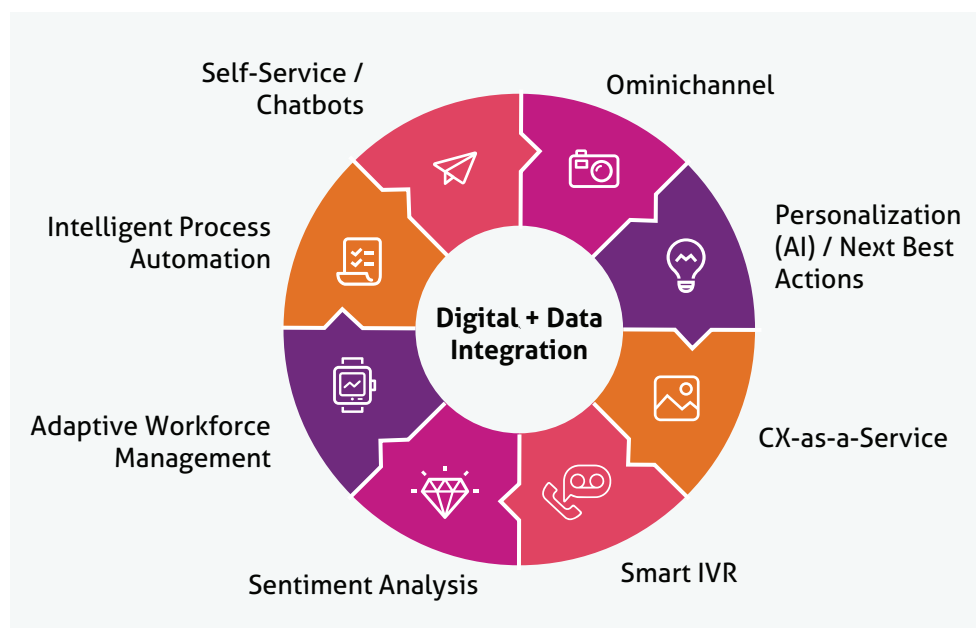 Self-Service /
Chatbots
Ominichannel
Intelligent Process
Automation
Personalization
(AI) / Next Best
Actions
Digital + Data
Integration
Adaptive Workforce
Management
CX-as-a-Service
Sentiment Analysis
Smart IVR